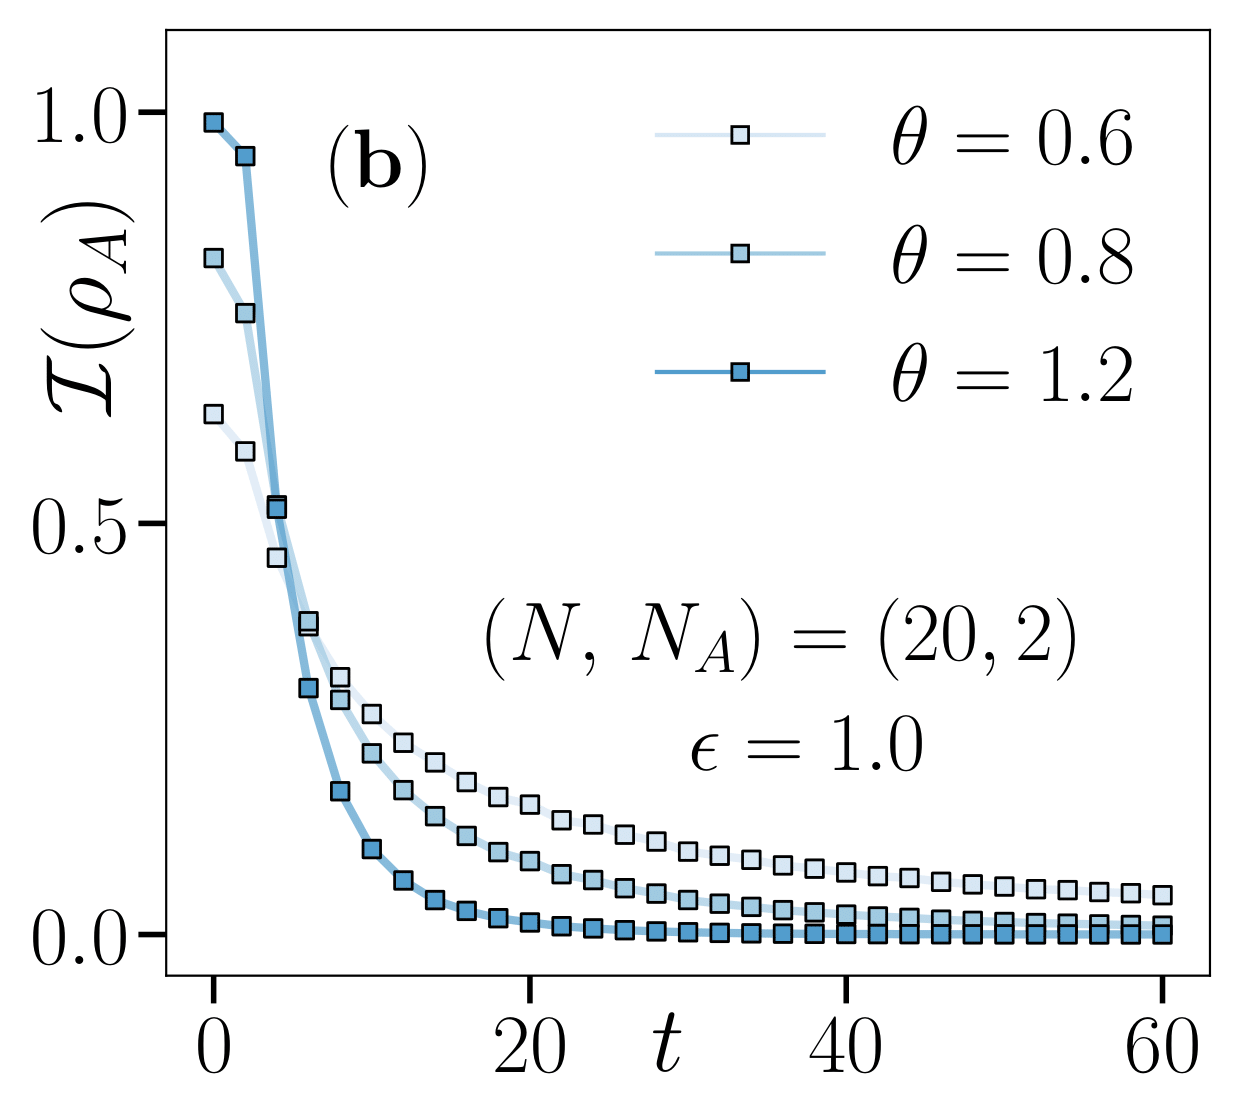 1.0
0.5
0.0
𝓘(ρ_A)
(b)
θ = 0.6
θ = 0.8
θ = 1.2
(N, N_A) = (20, 2)
ϵ = 1.0
0
20
40
60
t